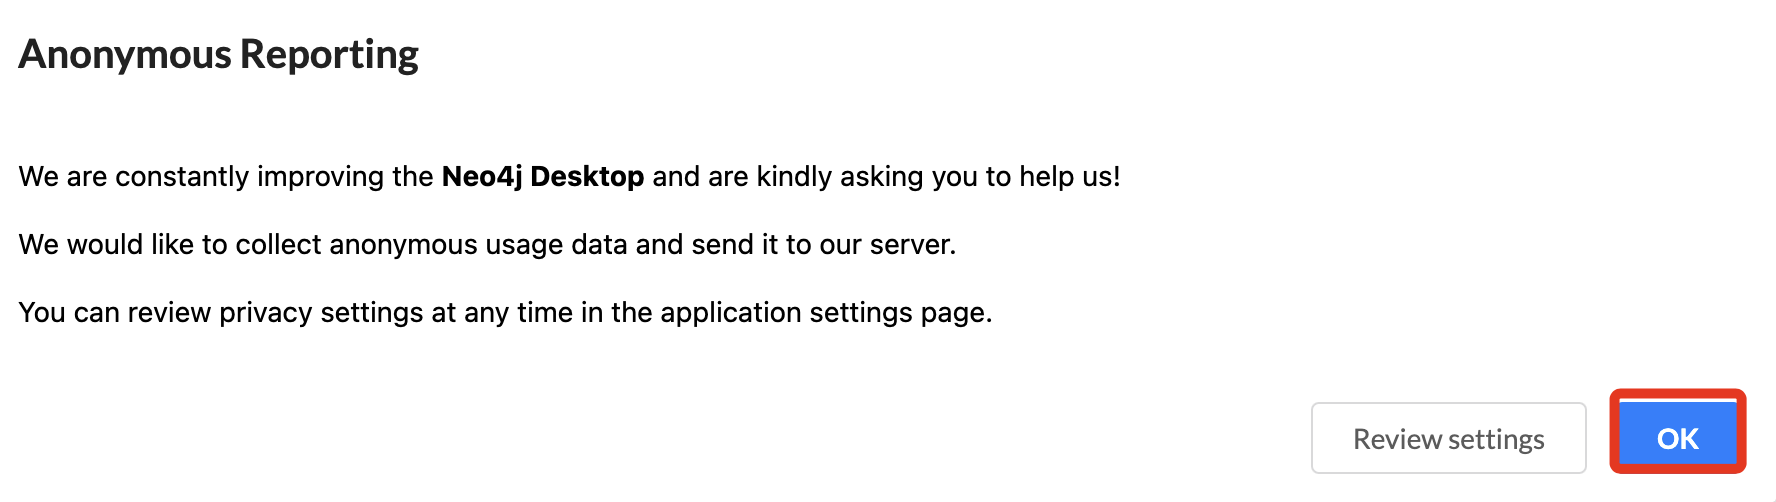 Anonymous Reporting
We are constantly improving the Neo4j Desktop and are kindly asking you to help us!
We would like to collect anonymous usage data and send it to our server.
You can review privacy settings at any time in the application settings page.
Review settings
OK